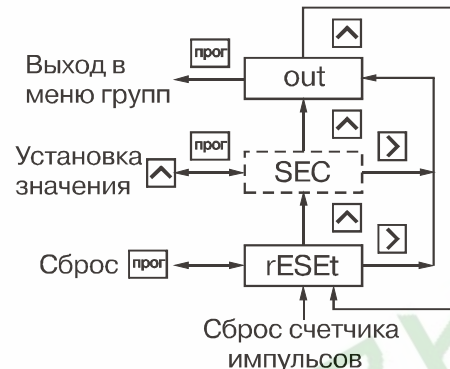 прог
out
Выход в
меню групп
прог
Установка
значения
SEC
Сброс
прог
rESEt
Сброс счетчика
импульсов